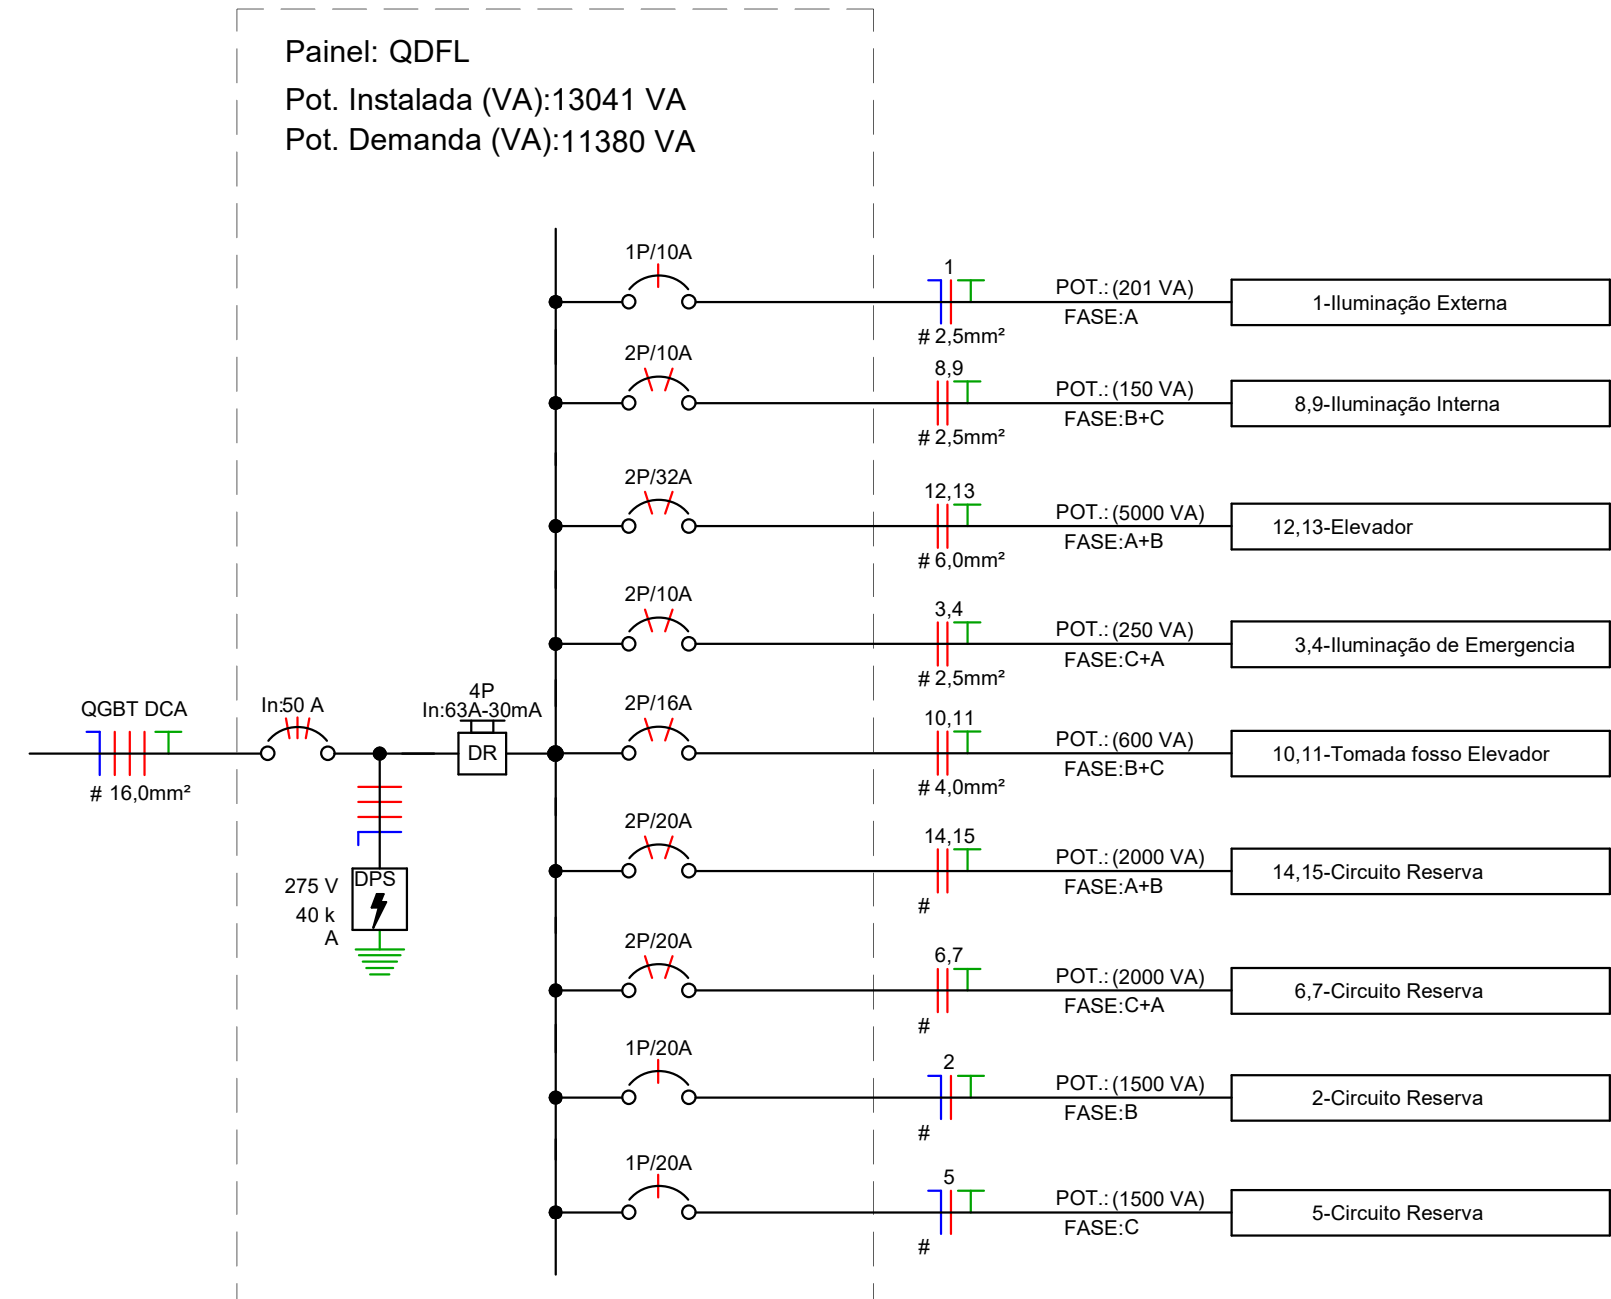 Painel: QDFL
Pot. Instalada (VA):13041 VA
Pot. Demanda (VA):11380 VA
1P/10A
1
# 2,5mm²
POT.: (201 VA)
FASE:A
1-Iluminação Externa
2P/10A
8,9
# 2,5mm²
POT.: (150 VA)
FASE:B+C
8,9-Iluminação Interna
2P/32A
12,13
# 6,0mm²
POT.: (5000 VA)
FASE:A+B
12,13-Elevador
2P/10A
3,4
# 2,5mm²
POT.: (250 VA)
FASE:C+A
3,4-Iluminação de Emergencia
QGBT DCA
# 16,0mm²
In:50 A
4P
In:63A-30mA
DR
2P/16A
10,11
# 4,0mm²
POT.: (600 VA)
FASE:B+C
10,11-Tomada fosso Elevador
275 V
40 k
A
DPS
2P/20A
14,15
#
POT.: (2000 VA)
FASE:A+B
14,15-Circuito Reserva
2P/20A
6,7
#
POT.: (2000 VA)
FASE:C+A
6,7-Circuito Reserva
1P/20A
2
#
POT.: (1500 VA)
FASE:B
2-Circuito Reserva
1P/20A
5
#
POT.: (1500 VA)
FASE:C
5-Circuito Reserva